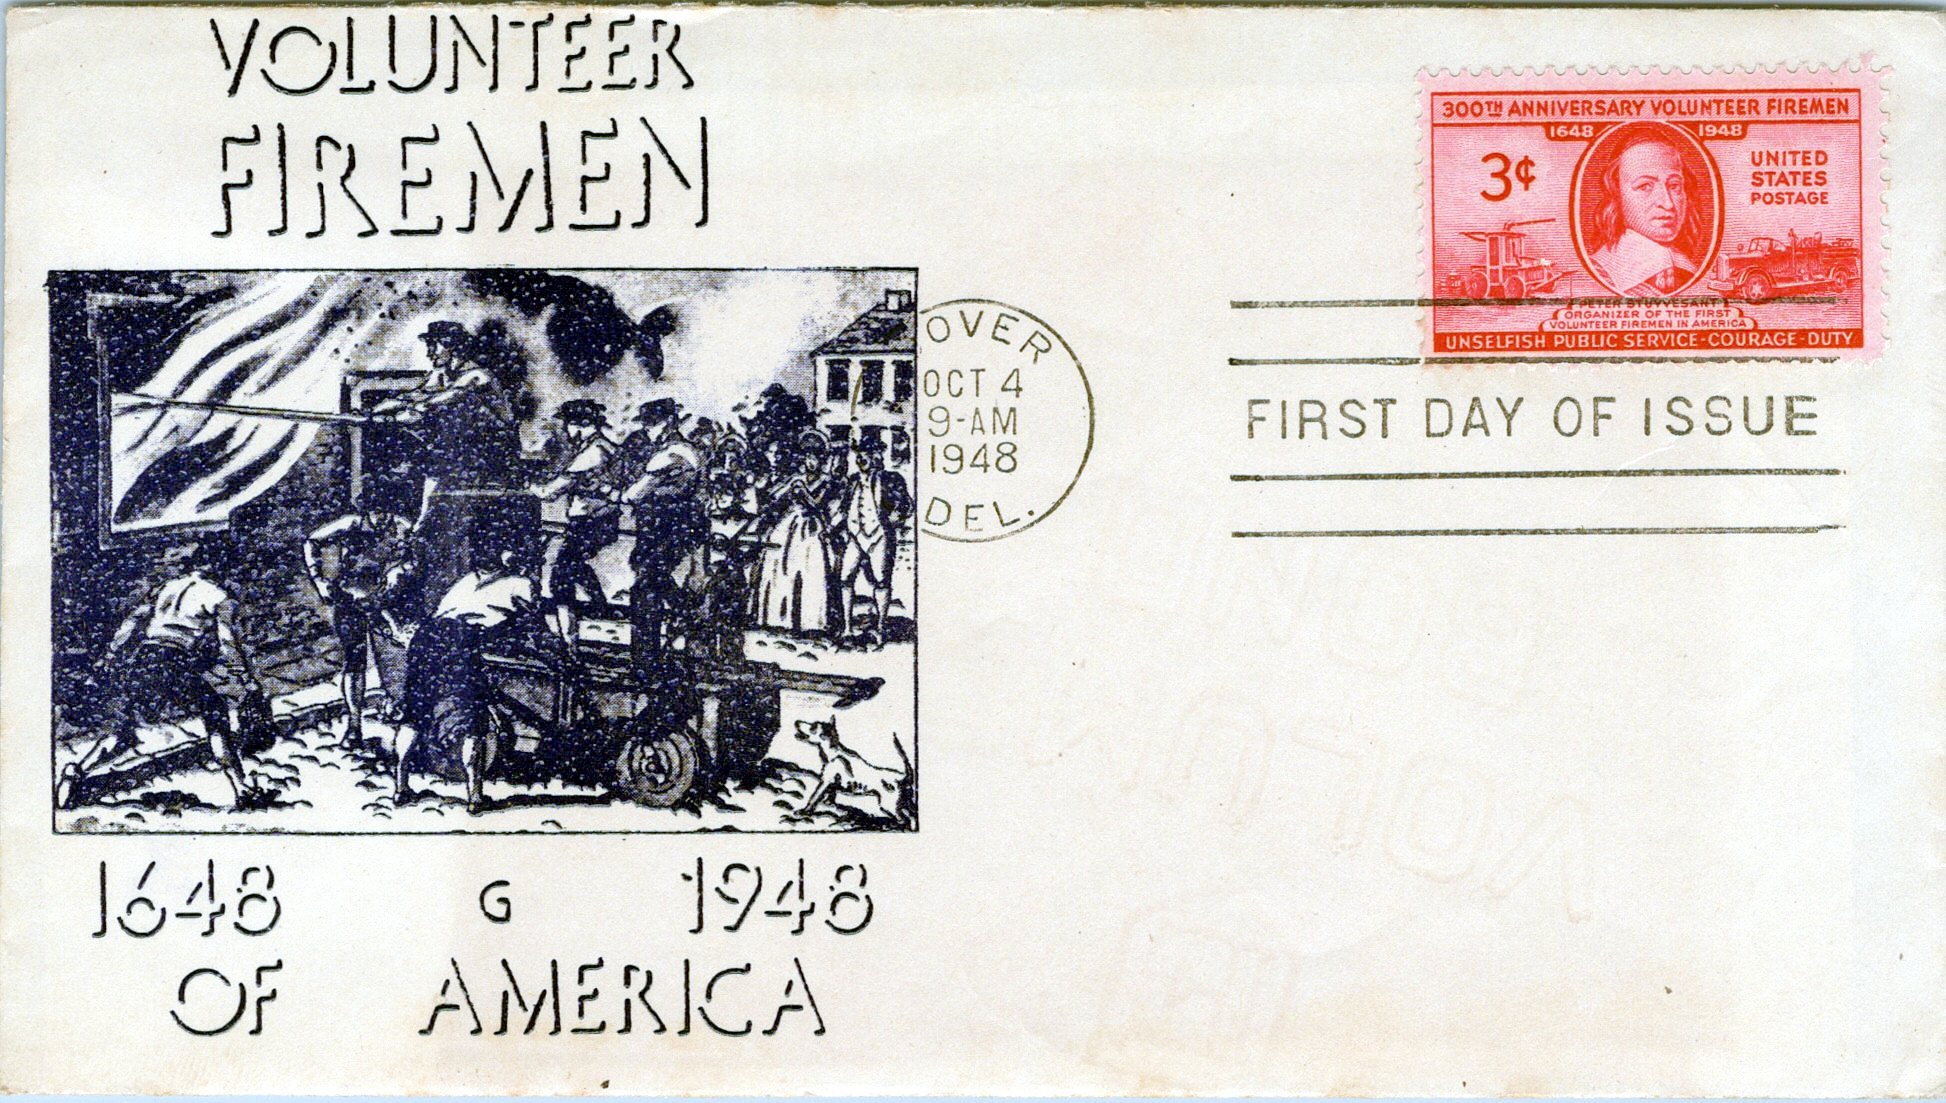 VOLUNTEER
FIREMEN
300TH ANNIVERSARY VOLUNTEER FIREMEN
1648 1948
3¢
UNITED
STATES
POSTAGE
PETER STUYVESANT
ORGANIZER OF THE FIRST
VOLUNTEER FIREMEN IN AMERICA
UNSELFISH PUBLIC SERVICE-COURAGE-DUTY
OVER
OCT 4
9-AM
1948
DEL.
FIRST DAY OF ISSUE
1648 G 1948
OF AMERICA